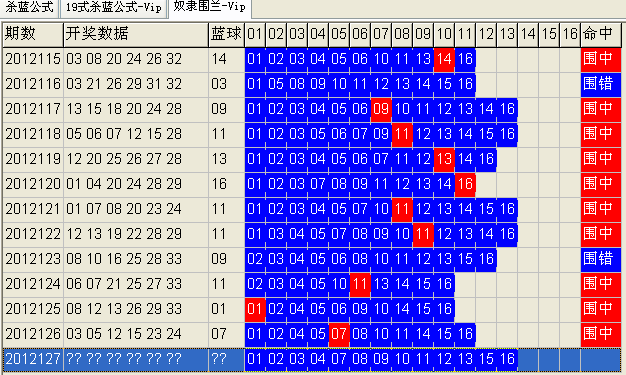 杀蓝公式 19式杀蓝公式-Vip 奴隶围兰-Vip
期数 开奖数据 蓝球 01 02 03 04 05 06 07 08 09 10 11 12 13 14 15 16 命中
2012115 03 08 20 24 26 32 14 01 02 03 04 05 06 10 11 13 14 16 围中
2012116 03 21 26 29 31 32 03 01 05 08 09 10 11 12 13 14 15 16 围错
2012117 13 15 18 20 24 28 09 01 02 03 04 05 06 09 10 11 12 13 14 16 围中
2012118 05 06 07 12 15 28 11 01 02 03 05 06 07 09 11 12 13 14 15 16 围中
2012119 12 20 25 26 27 28 13 01 02 03 04 05 06 07 11 12 13 14 16 围中
2012120 01 04 20 24 28 29 16 01 02 03 07 08 09 11 12 13 14 16 围中
2012121 01 07 08 20 23 24 11 01 02 03 04 05 07 10 11 12 13 14 15 16 围中
2012122 12 13 19 22 28 29 11 01 03 04 05 07 08 09 11 12 13 14 16 围中
2012123 08 10 16 25 28 33 09 02 03 04 05 06 07 08 11 12 13 15 16 围错
2012124 06 07 21 25 27 33 11 02 03 04 05 10 11 13 14 15 16 围中
2012125 08 12 13 26 29 33 01 01 02 04 05 06 09 10 14 15 16 围中
2012126 03 05 12 15 23 24 07 01 02 04 05 07 08 10 11 14 15 16 围中
2012127 ?? ?? ?? ?? ?? ?? ?? 01 02 03 04 07 08 09 10 11 12 13 15 16